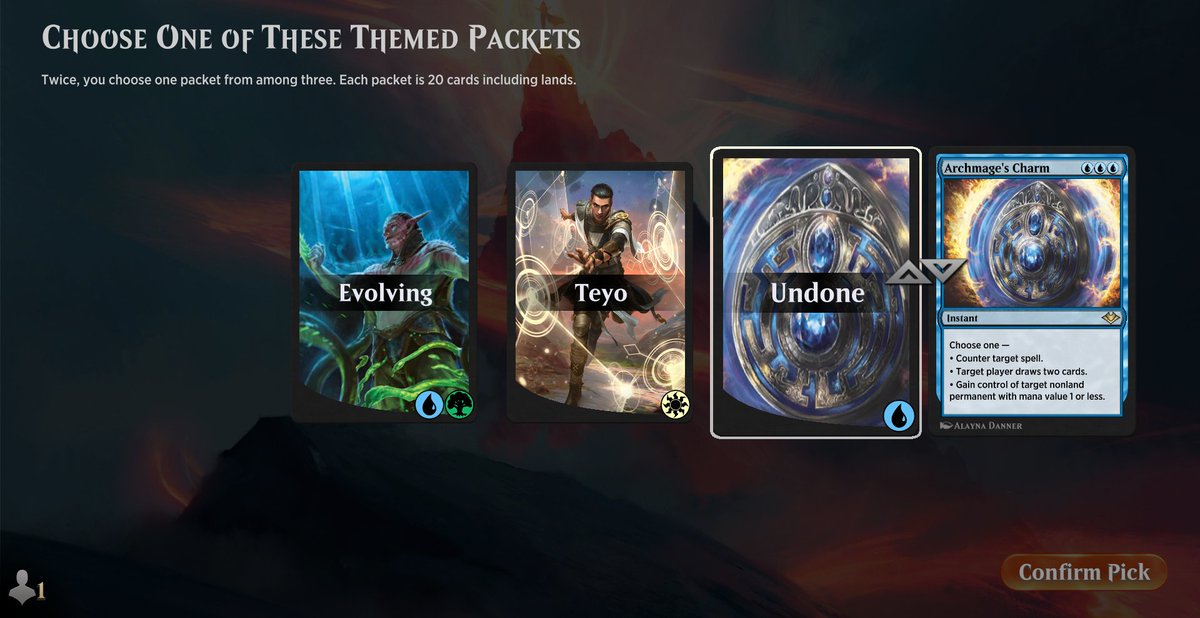 Choose One of These Themed Packets
Twice, you choose one packet from among three. Each packet is 20 cards including lands.
Evolving
Teyo
Undone
Archmage's Charm
Instant
Choose one —
• Counter target spell.
• Target player draws two cards.
• Gain control of target nonland
permanent with mana value 1 or less.
Alayna Danner
1
Confirm Pick